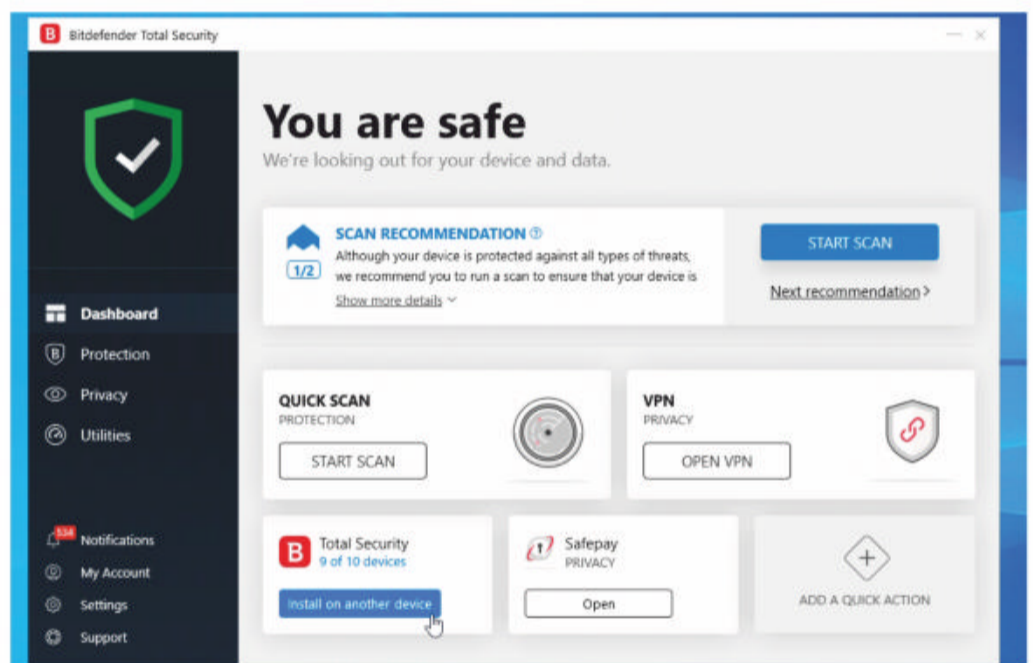 B Bitdefender Total Security
You are safe
We're looking out for your device and data.
SCAN RECOMMENDATION
Although your device is protected against all types of threats,
we recommend you to run a scan to ensure that your device is
1/2
Show more details
START SCAN
Next recommendation
Dashboard
B Protection
Privacy
Utilities
QUICK SCAN
PROTECTION
START SCAN
VPN
PRIVACY
OPEN VPN
534 Notifications
My Account
Settings
Support
B Total Security
9 of 10 devices
Install on another device
Safepay
PRIVACY
Open
ADD A QUICK ACTION